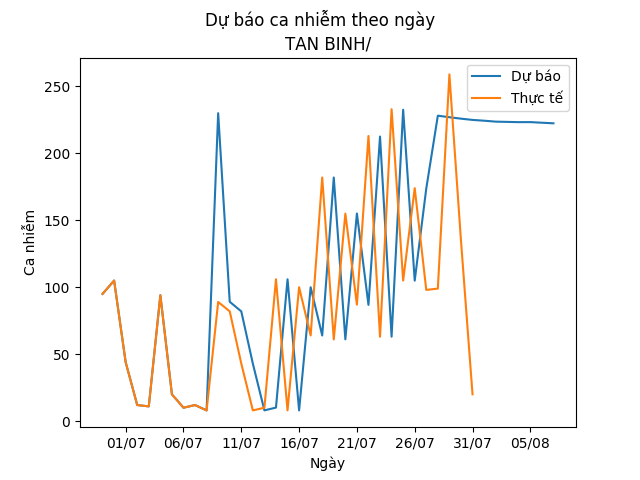 Dự báo ca nhiễm theo ngày
TAN BINH/
Dự báo
Thực tế
Ca nhiễm
250
200
150
100
50
0
01/07 06/07 11/07 16/07 21/07 26/07 31/07 05/08
Ngày